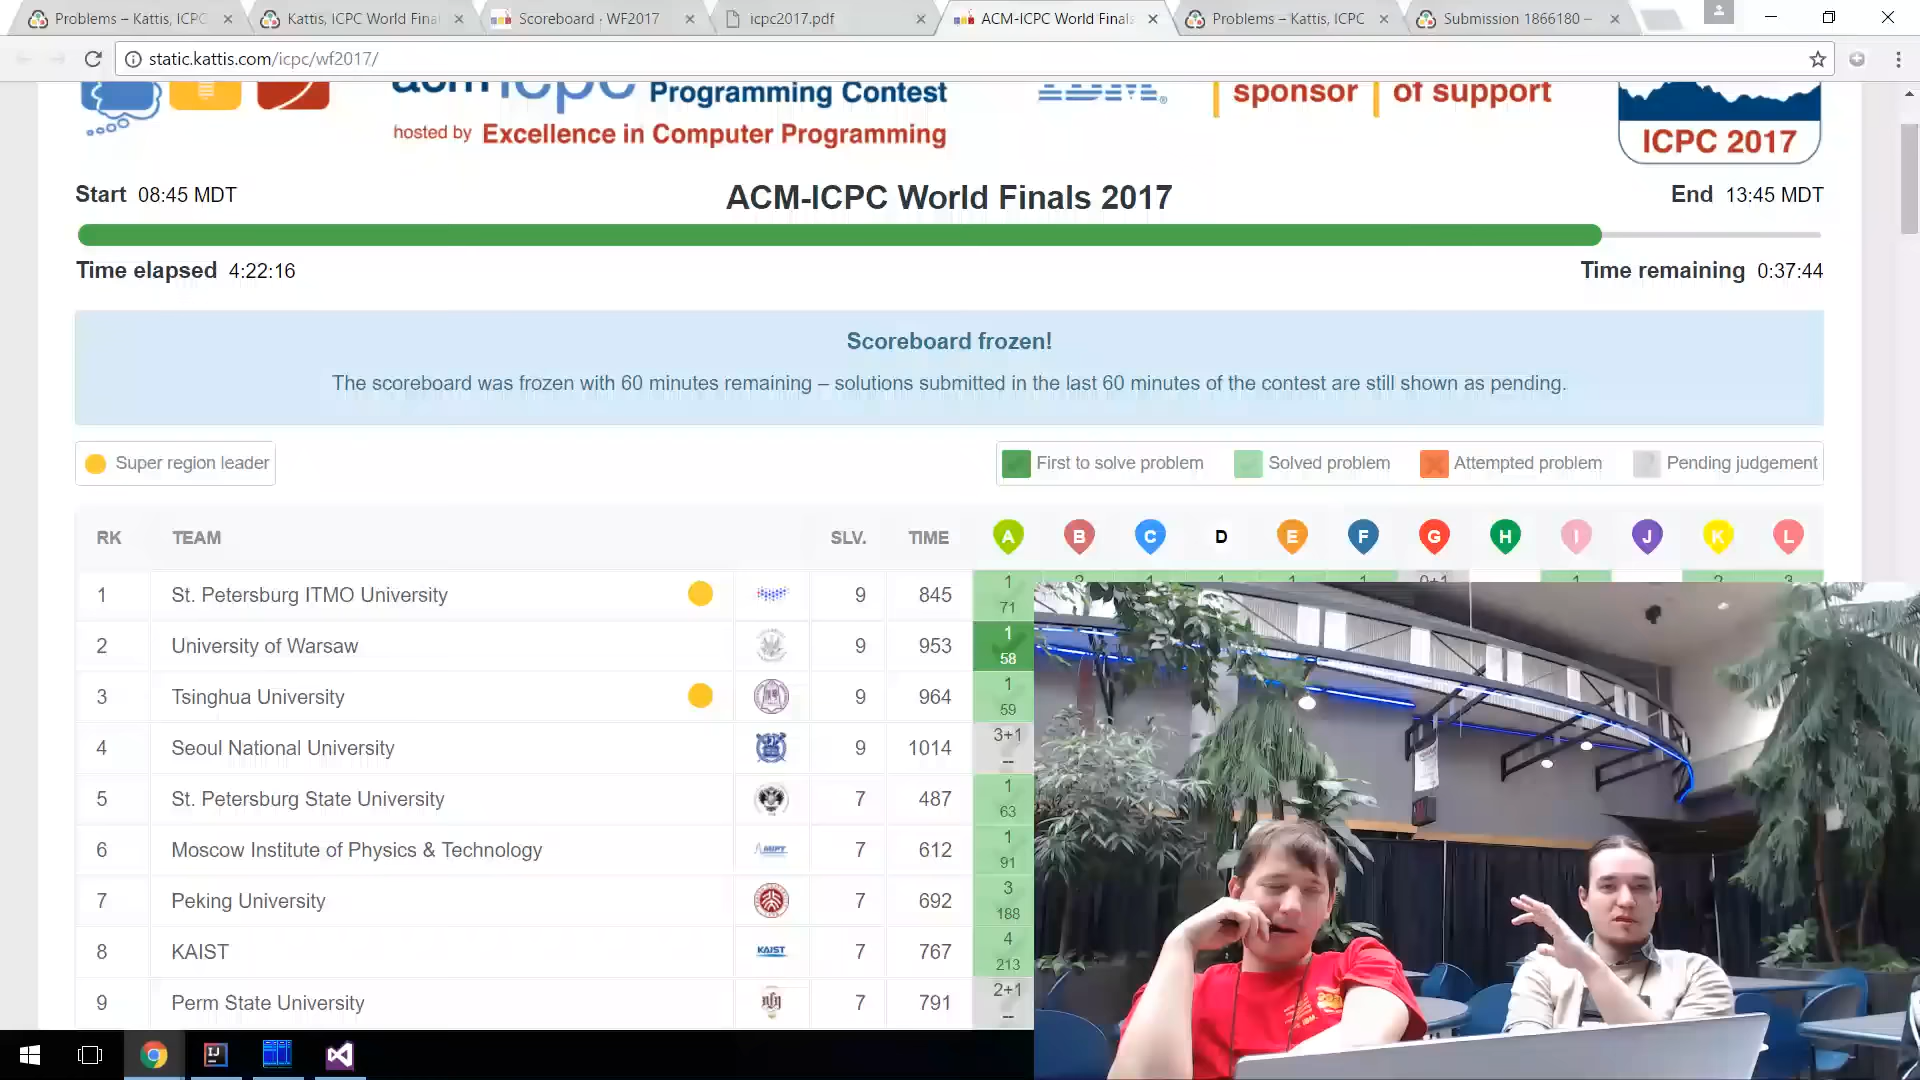 Problems – Kattis, ICPC
Kattis, ICPC World Final
Scoreboard · WF2017
icpc2017.pdf
ACM-ICPC World Finals
Problems – Kattis, ICPC
Submission 1866180 –
static.kattis.com/icpc/wf2017/
acm icpc Programming Contest
hosted by Excellence in Computer Programming
IBM®
sponsor
of support
ICPC 2017
Start 08:45 MDT
ACM-ICPC World Finals 2017
End 13:45 MDT
Time elapsed 4:22:16
Time remaining 0:37:44
Scoreboard frozen!
The scoreboard was frozen with 60 minutes remaining – solutions submitted in the last 60 minutes of the contest are still shown as pending.
Super region leader
First to solve problem
Solved problem
Attempted problem
Pending judgement
RK TEAM SLV. TIME A B C D E F G H I J K L
1 St. Petersburg ITMO University 9 845 1 71
2 University of Warsaw 9 953 1 58
3 Tsinghua University 9 964 1 59
4 Seoul National University 9 1014 3+1 --
5 St. Petersburg State University 7 487 1 63
6 Moscow Institute of Physics & Technology 7 612 1 91
7 Peking University 7 692 3 188
8 KAIST KAIST 7 767 4 213
9 Perm State University 7 791 2+1 --